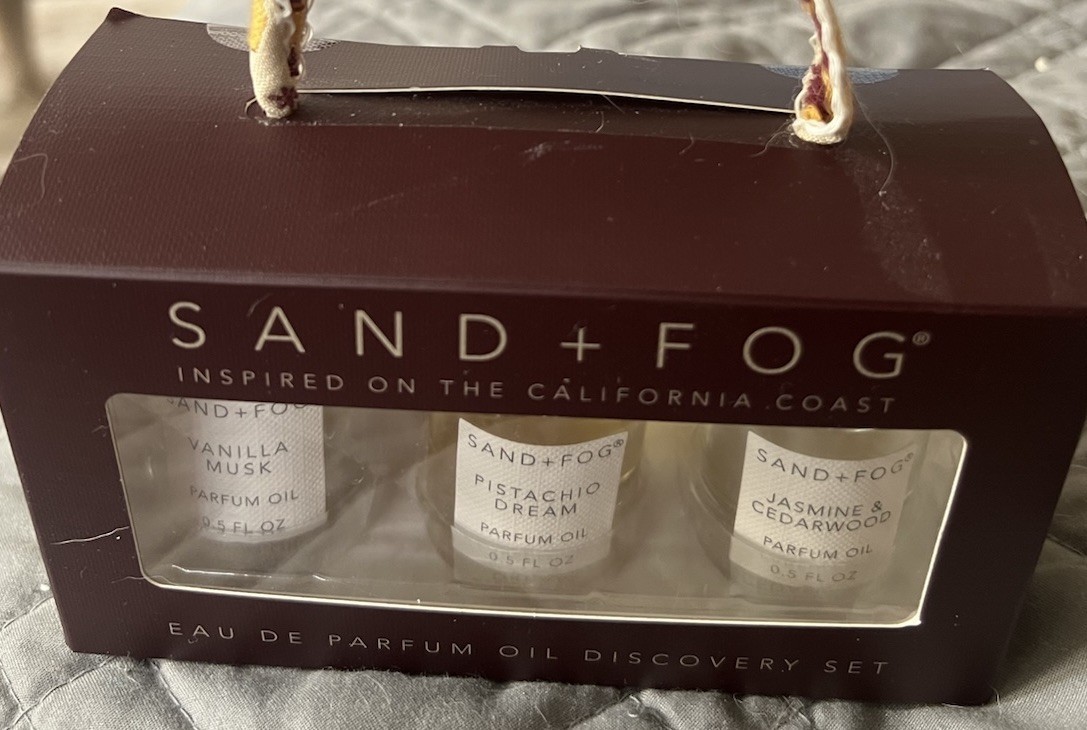 SAND+FOG®
INSPIRED ON THE CALIFORNIA COAST
SAND+FOG
VANILLA
MUSK
PARFUM OIL
0.5 FL OZ
SAND+FOG®
PISTACHIO
DREAM
PARFUM OIL
0.5 FL OZ
SAND+FOG®
JASMINE &
CEDARWOOD
PARFUM OIL
0.5 FL OZ
EAU DE PARFUM OIL DISCOVERY SET